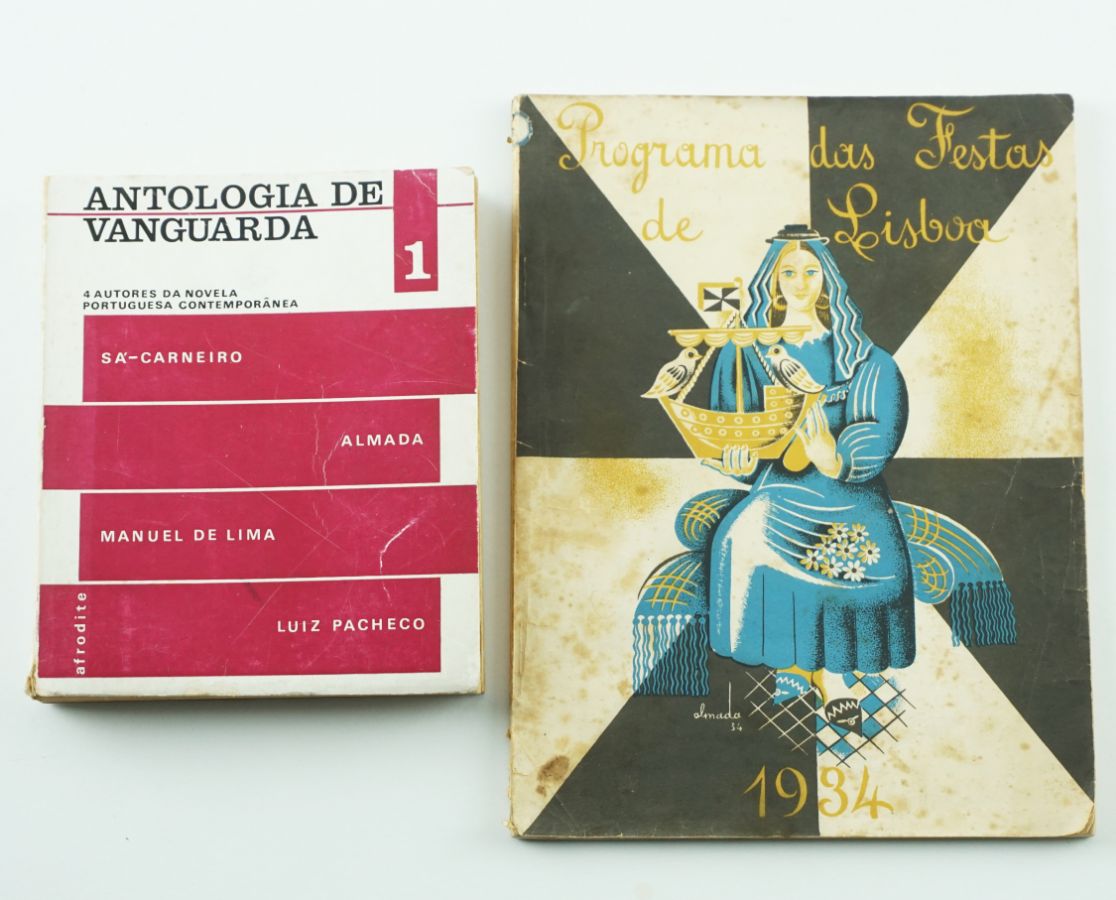 ANTOLOGIA DE
VANGUARDA
1
4 AUTORES DA NOVELA
PORTUGUESA CONTEMPORÂNEA
SÁ-CARNEIRO
ALMADA
MANUEL DE LIMA
LUIZ PACHECO
afrodite
Programa das Festas
de Lisboa
almada
34
1934